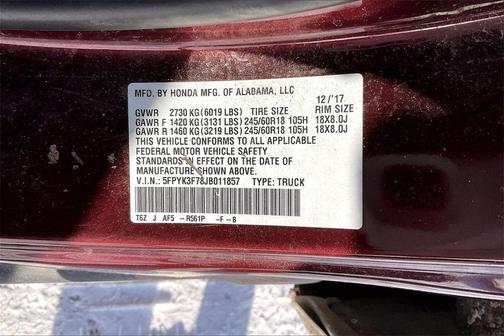 MFD. BY HONDA MFG. OF ALABAMA, LLC 12/'17
GVWR 2730 KG(6019 LBS) TIRE SIZE RIM SIZE
GAWR F 1420 KG(3131 LBS) 245/60R18 105H 18X8.0J
GAWR R 1460 KG(3219 LBS) 245/60R18 105H 18X8.0J
THIS VEHICLE CONFORMS TO ALL APPLICABLE
FEDERAL MOTOR VEHICLE SAFETY
STANDARDS IN EFFECT ON THE DATE OF
MANUFACTURE SHOWN ABOVE.
V.I.N.: 5FPYK3F78JB011857 TYPE: TRUCK
T6Z J AF5 -R561P -F-B